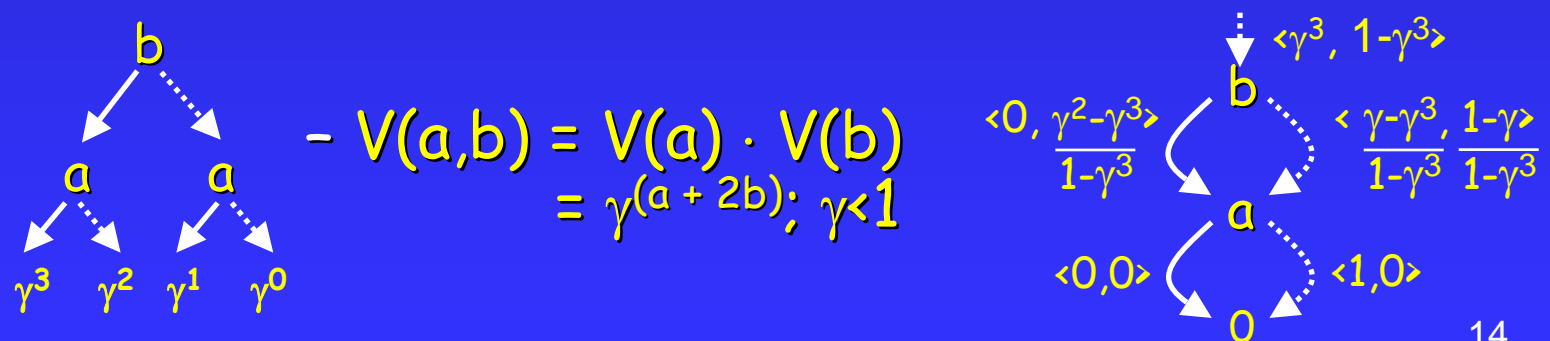 b
a a
γ³ γ² γ¹ γ⁰
- V(a,b) = V(a) · V(b)
= γ^(a + 2b); γ<1
<γ³, 1-γ³>
b
<0, γ²-γ³>
1-γ³
< γ-γ³, 1-γ>
1-γ³ 1-γ³
a
<0,0> <1,0>
0
14